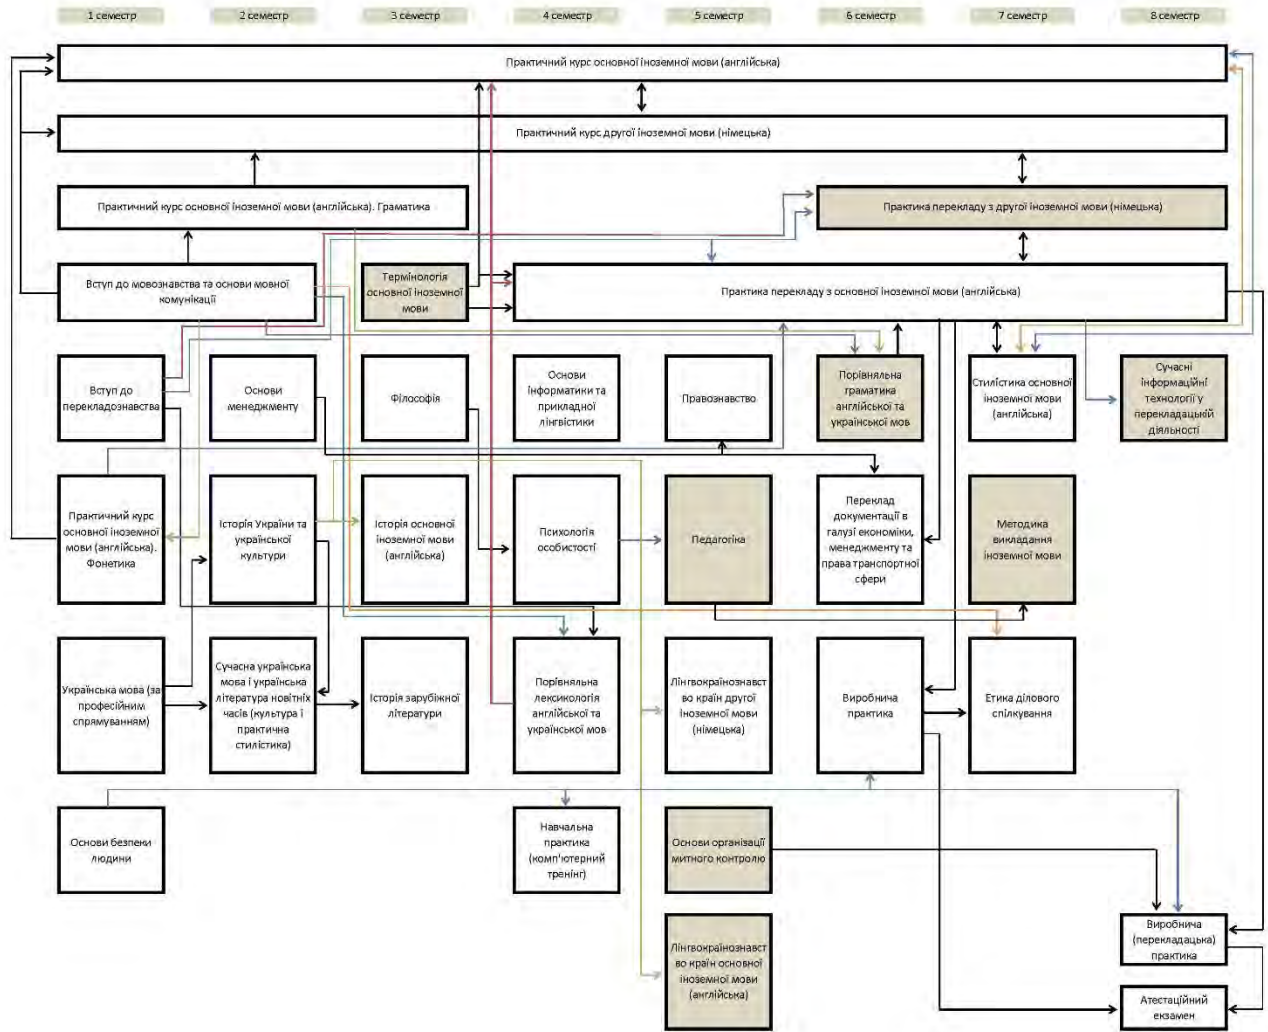 1 семестр
2 семестр
3 семестр
4 семестр
5 семестр
6 семестр
7 семестр
8 семестр
Практичний курс основної іноземної мови (англійська)
Практичний курс другої іноземної мови (німецька)
Практичний курс основної іноземної мови (англійська). Граматика
Практика перекладу з другої іноземної мови (німецька)
Вступ до мовознавства та основи мовної
комунікації
Термінологія
основної іноземної
мови
Практика перекладу з основної іноземної мови (англійська)
Вступ до
перекладознавства
Основи
менеджменту
Філософія
Основи
інформатики та
прикладної
лінгвістики
Правознавство
Порівняльна
граматика
англійської та
української мов
Стилістика основної
іноземної мови
(англійська)
Сучасні
інформаційні
технології у
перекладацькій
діяльності
Практичний курс
основної іноземної
мови (англійська).
Фонетика
Історія України та
української
культури
Історія основної
іноземної мови
(англійська)
Психологія
особистості
Педагогіка
Переклад
документації в
галузі економіки,
менеджменту та
права транспортної
сфери
Методика
викладання
іноземної мови
Українська мова (за
професійним
спрямуванням)
Сучасна українська
мова і українська
література новітніх
часів (культура і
практична
стилістика)
Історія зарубіжної
літератури
Порівняльна
лексикологія
англійської та
української мов
Лінгвокраїнознавст
во країн другої
іноземної мови
(німецька)
Виробнича
практика
Етика ділового
спілкування
Основи безпеки
людини
Навчальна
практика
(комп'ютерний
тренінг)
Основи організації
митного контролю
Лінгвокраїнознавст
во країн основної
іноземної мови
(англійська)
Виробнича
(перекладацька)
практика
Атестаційний
екзамен